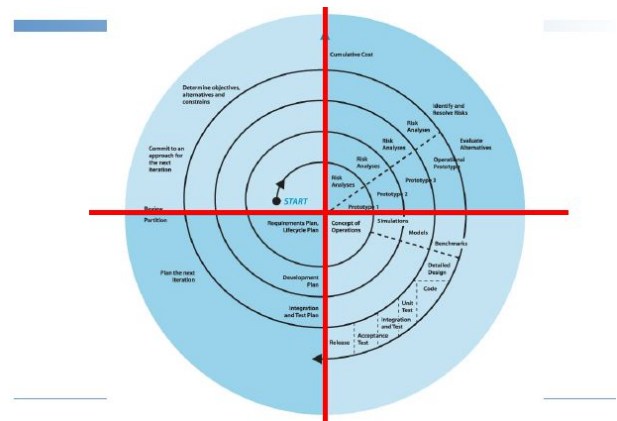 Cumulative Cost
Determine objectives,
alternatives and
constrains
Identify and
Resolve Risks
Risk
Analyses
Evaluate
Alternatives
Commit to an
approach for
the next
iteration
Risk
Analyses
Operational
Prototype
Risk
Analyses
Prototype 3
Risk
Analyses
Prototype 2
START
Prototype 1
Review
Partition
Requirements Plan,
Lifecycle Plan
Concept of
Operations
Simulations
Models
Benchmarks
Plan the next
iteration
Development
Plan
Detailed
Design
Code
Integration
and Test Plan
Unit
Test
Integration
and Test
Acceptance
Test
Release